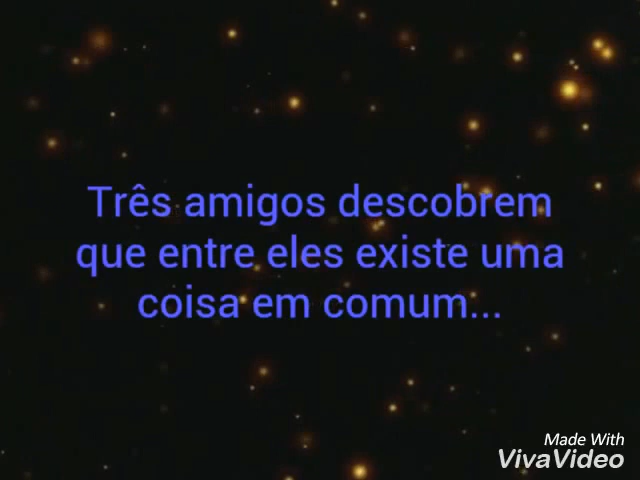 Três amigos descobrem
que entre eles existe uma
coisa em comum...
Made With
VivaVideo